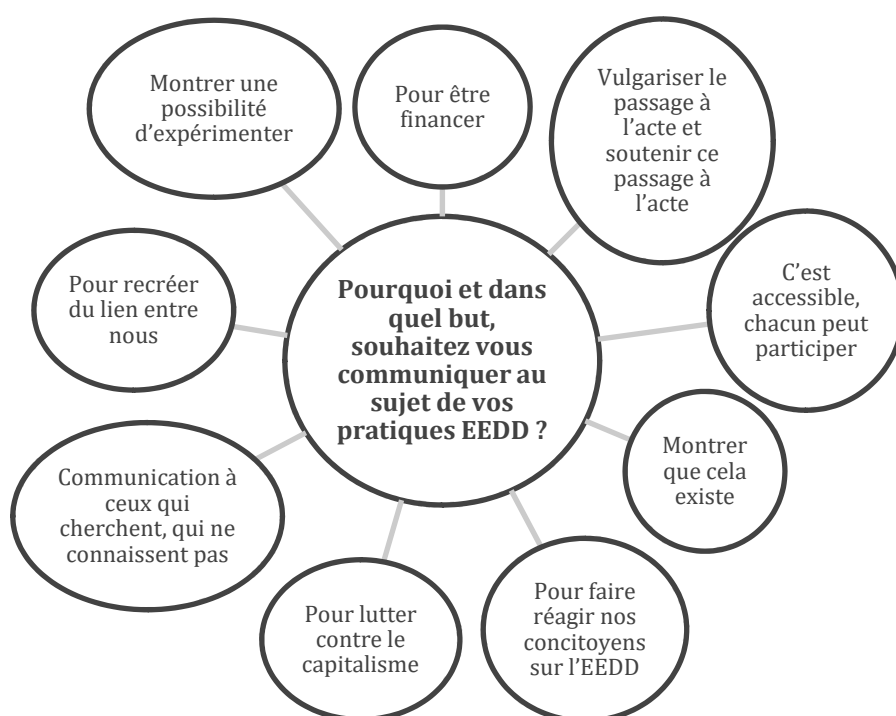 Pourquoi et dans
quel but,
souhaitez vous
communiquer au
sujet de vos
pratiques EEDD ?
Pour être
financer
Vulgariser le
passage à
l'acte et
soutenir ce
passage à
l'acte
C'est
accessible,
chacun peut
participer
Montrer
que cela
existe
Pour faire
réagir nos
concitoyens
sur l'EEDD
Pour lutter
contre le
capitalisme
Communication à
ceux qui
cherchent, qui ne
connaissent pas
Pour recréer
du lien entre
nous
Montrer une
possibilité
d'expérimenter